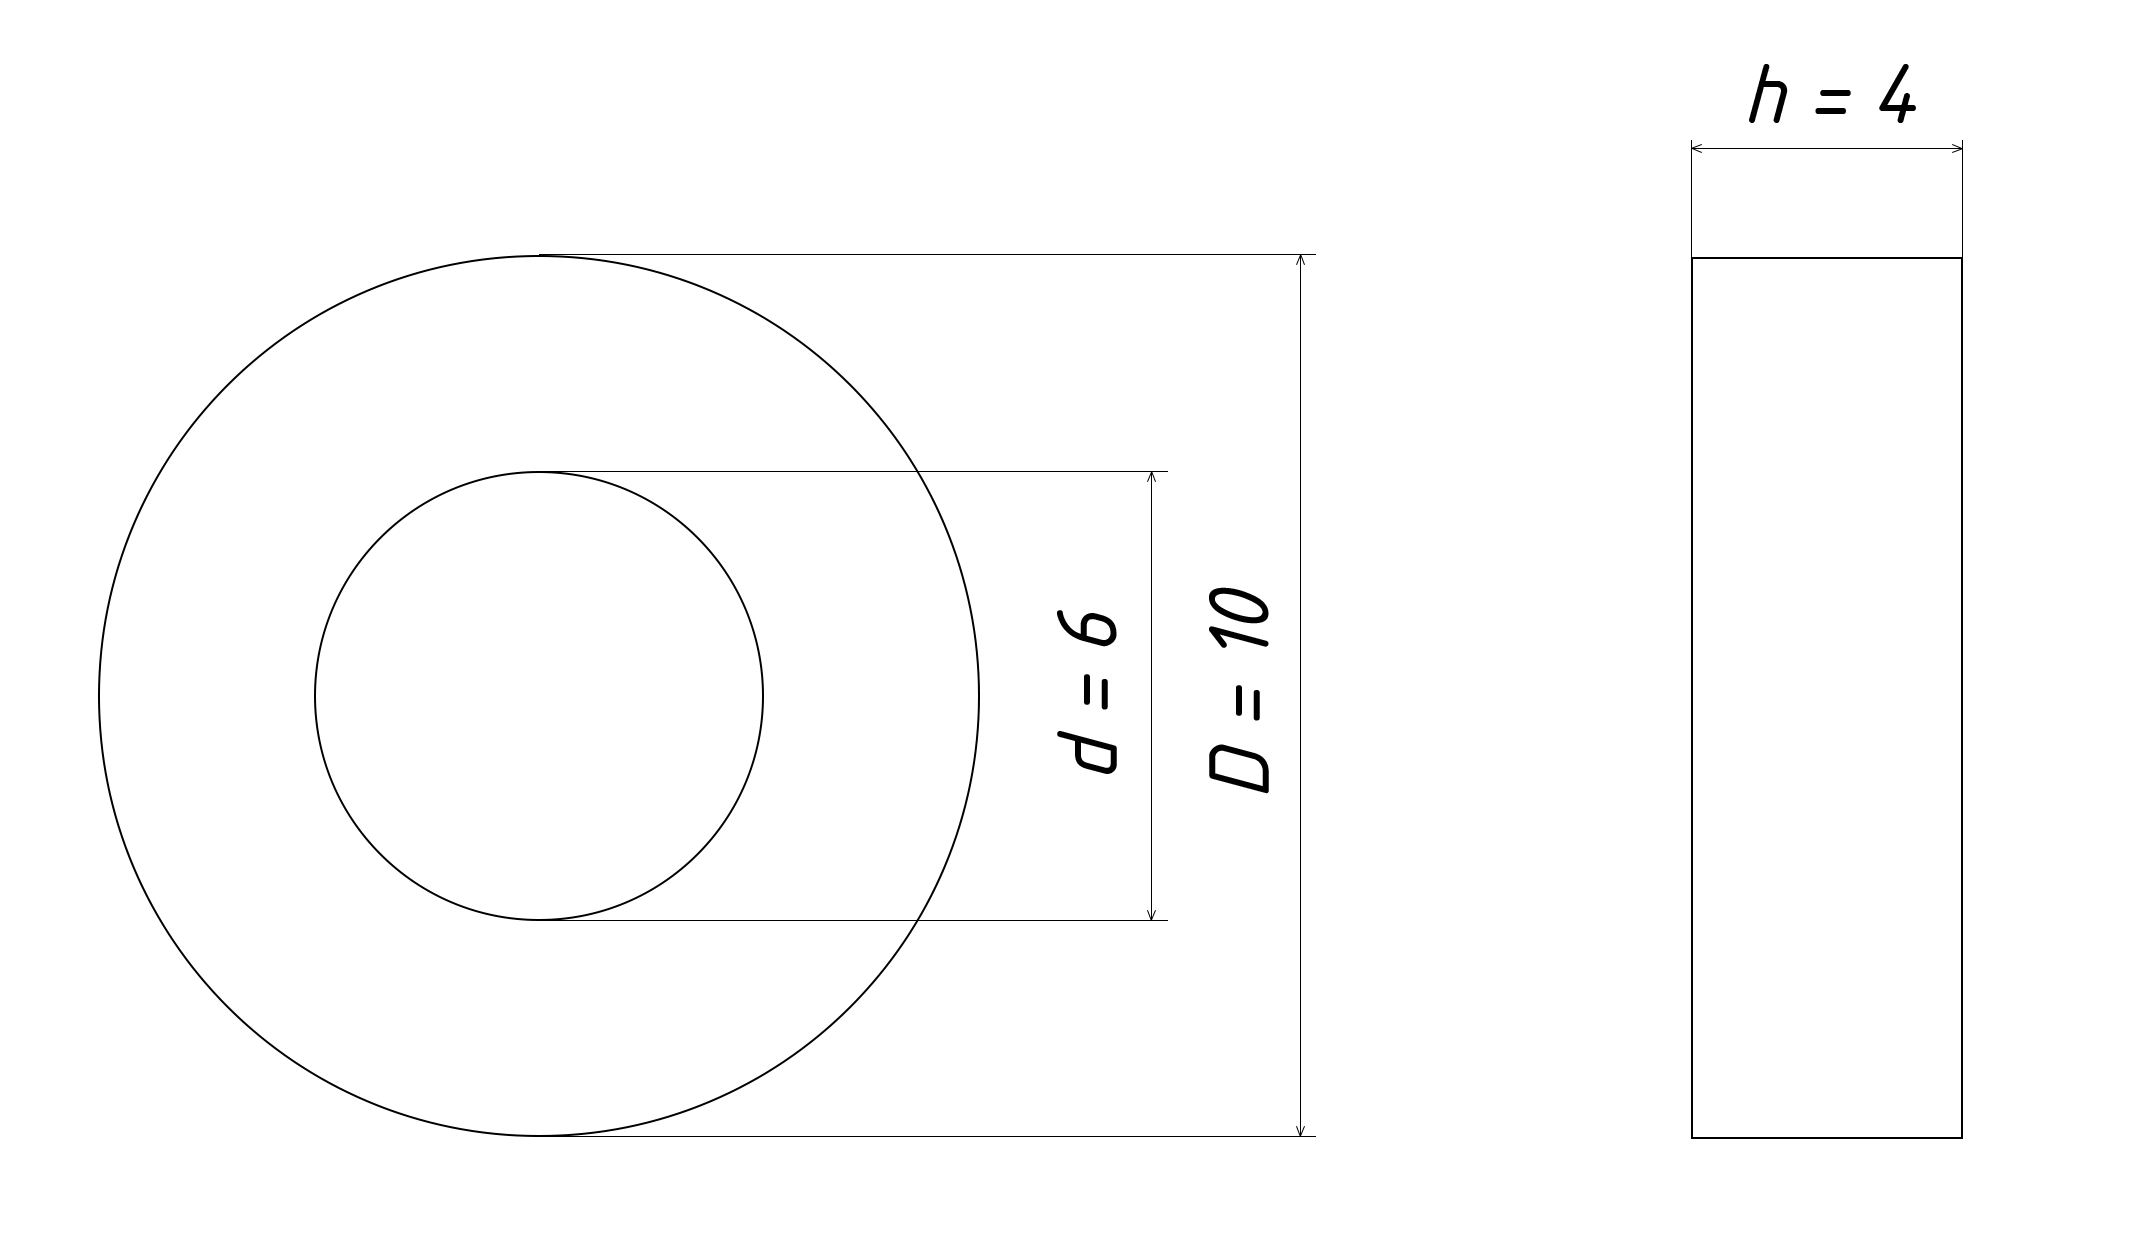 h = 4
d = 6
D = 10